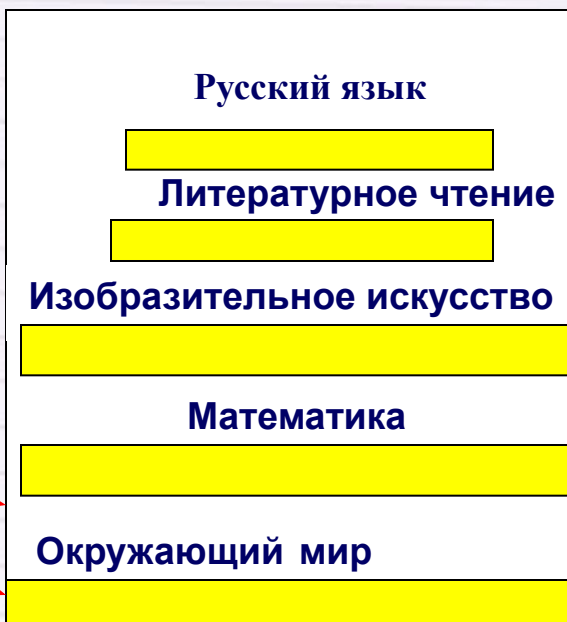 Русский язык
Литературное чтение
Изобразительное искусство
Математика
Окружающий мир